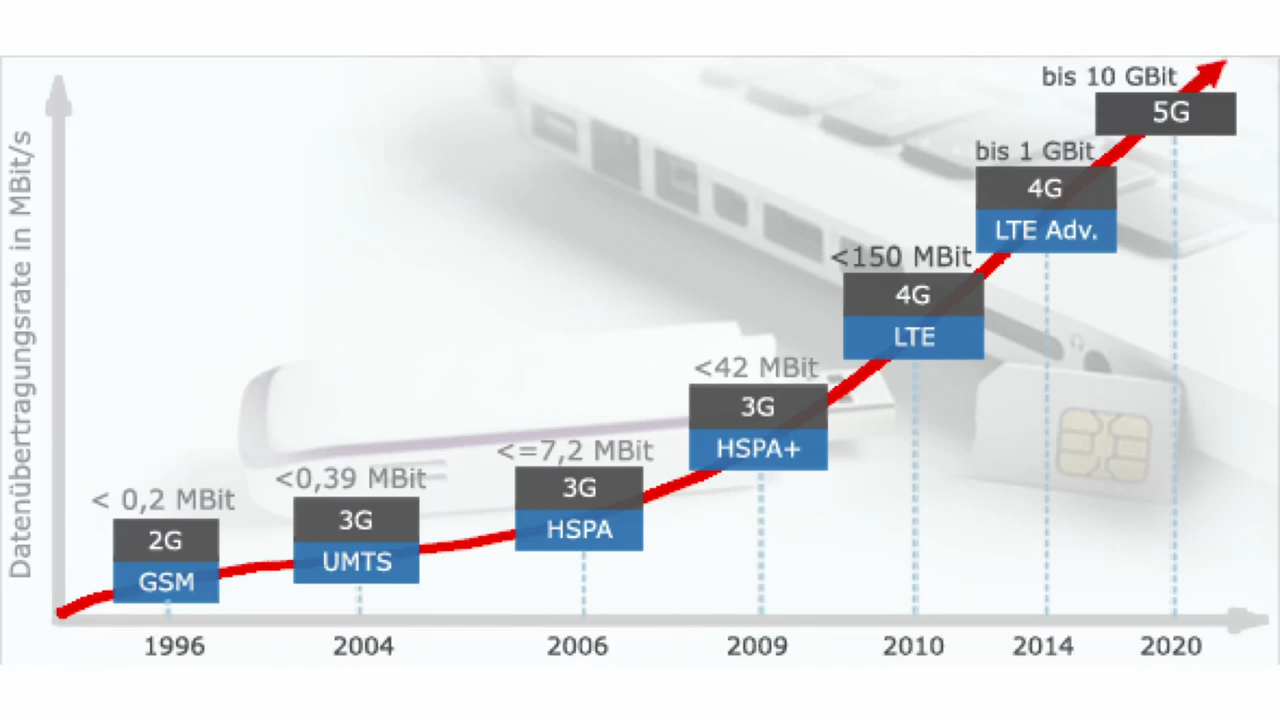 Datenübertragungsrate in MBit/s
bis 10 GBit
5G
bis 1 GBit
4G
LTE Adv.
<150 MBit
4G
LTE
<42 MBit
3G
HSPA+
<=7,2 MBit
3G
HSPA
<0,39 MBit
3G
UMTS
< 0,2 MBit
2G
GSM
1996 2004 2006 2009 2010 2014 2020